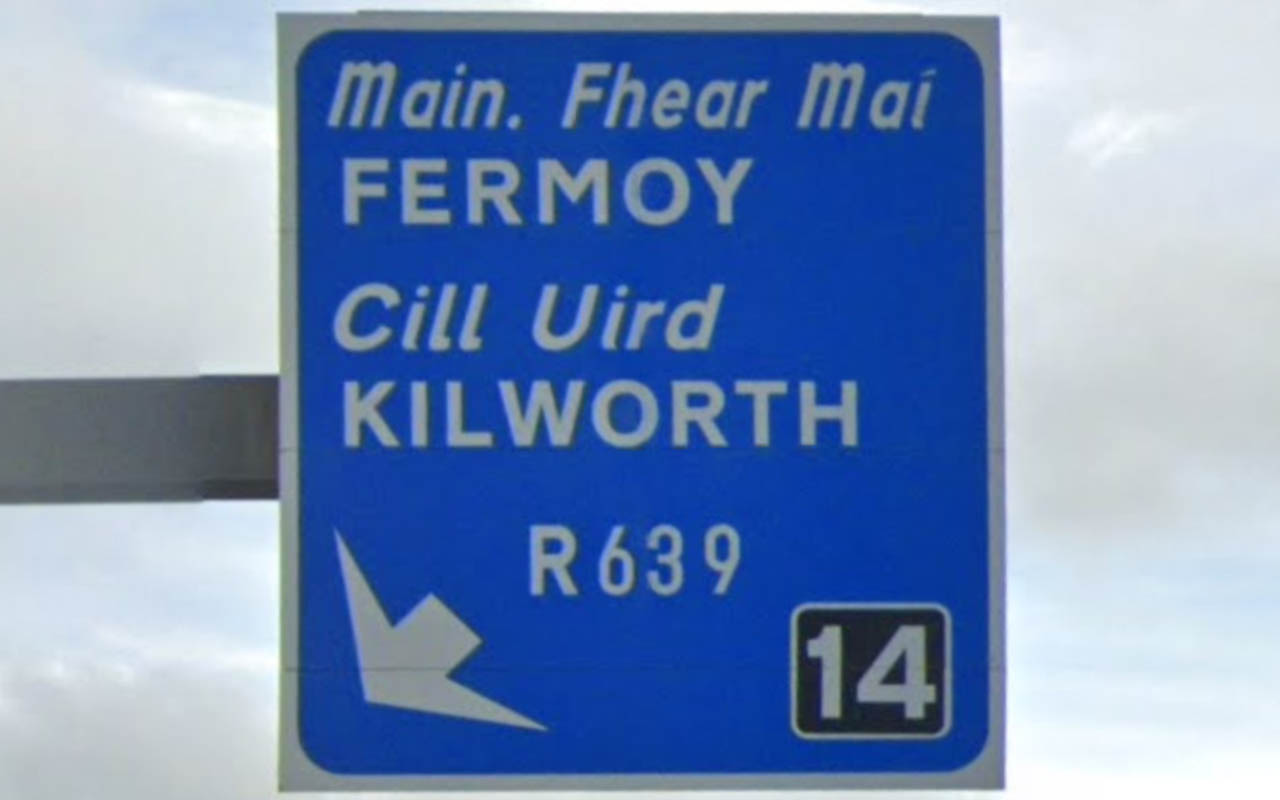 Main. Fhear Maí
FERMOY
Cill Uird
KILWORTH
R639
14